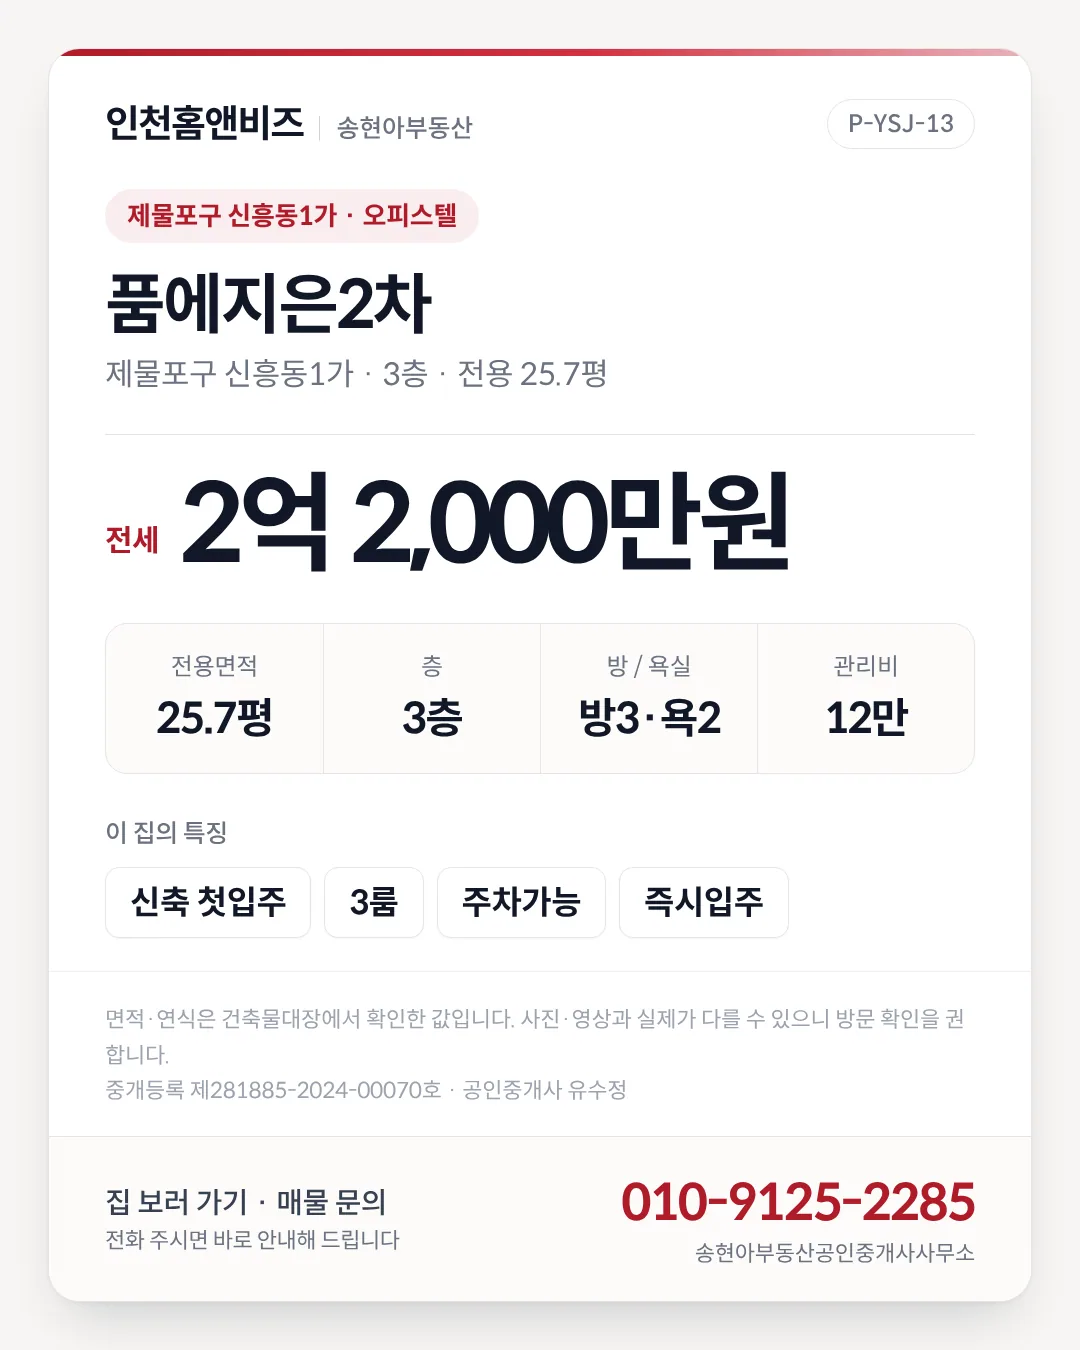 인천홈앤비즈 | 송현아부동산
P-YSJ-13
제물포구 신흥동1가 · 오피스텔
품에지은2차
제물포구 신흥동1가 · 3층 · 전용 25.7평
전세 2억 2,000만원
전용면적 층 방 / 욕실 관리비
25.7평 3층 방3·욕2 12만
이 집의 특징
신축 첫입주 3룸 주차가능 즉시입주
면적·연식은 건축물대장에서 확인한 값입니다. 사진·영상과 실제가 다를 수 있으니 방문 확인을 권
합니다.
중개등록 제281885-2024-00070호 · 공인중개사 유수정
집 보러 가기 · 매물 문의
전화 주시면 바로 안내해 드립니다
010-9125-2285
송현아부동산공인중개사사무소